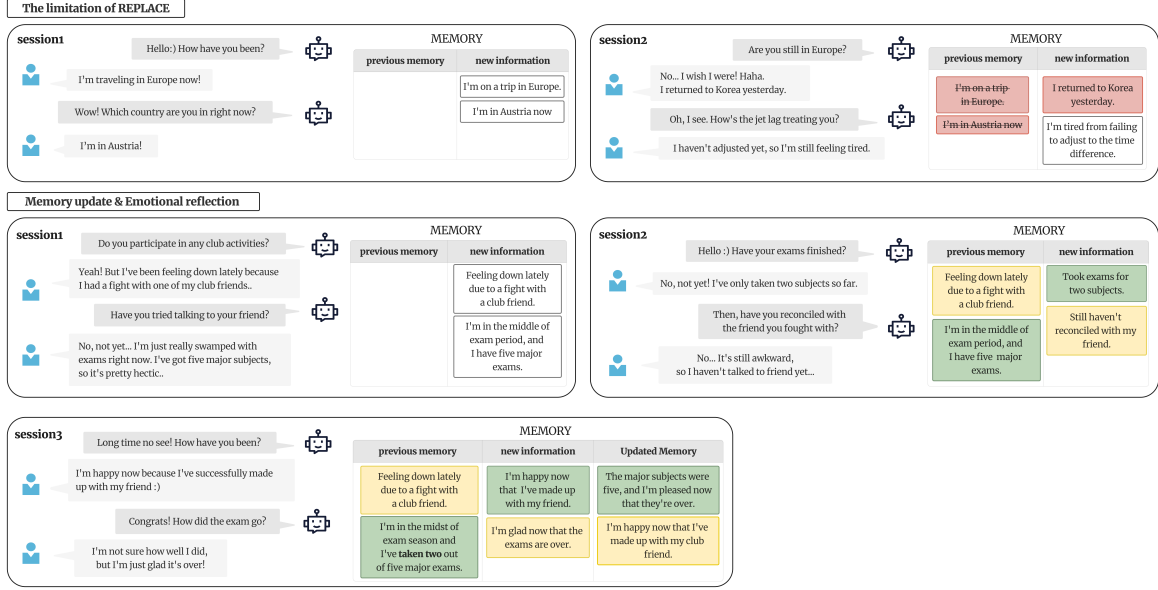 The limitation of REPLACE
session1
Hello:) How have you been?
I'm traveling in Europe now!
Wow! Which country are you in right now?
I'm in Austria!
MEMORY
previous memory
new information
I'm on a trip in Europe.
I'm in Austria now
session2
Are you still in Europe?
No... I wish I were! Haha.
I returned to Korea yesterday.
Oh, I see. How's the jet lag treating you?
I haven't adjusted yet, so I'm still feeling tired.
MEMORY
previous memory
new information
I'm on a trip
in Europe.
I'm in Austria now
I returned to Korea
yesterday.
I'm tired from failing
to adjust to the time
difference.
Memory update & Emotional reflection
session1
Do you participate in any club activities?
Yeah! But I've been feeling down lately because
I had a fight with one of my club friends..
Have you tried talking to your friend?
No, not yet... I'm just really swamped with
exams right now. I've got five major subjects,
so it's pretty hectic..
MEMORY
previous memory
new information
Feeling down lately
due to a fight with
a club friend.
I'm in the middle of
exam period, and
I have five major
exams.
session2
Hello :) Have your exams finished?
No, not yet! I've only taken two subjects so far.
Then, have you reconciled with
the friend you fought with?
No... It's still awkward,
so I haven't talked to friend yet...
MEMORY
previous memory
new information
Feeling down lately
due to a fight with
a club friend.
I'm in the middle of
exam period, and
I have five major
exams.
Took exams for
two subjects.
Still haven't
reconciled with my
friend.
session3
Long time no see! How have you been?
I'm happy now because I've successfully made
up with my friend :)
Congrats! How did the exam go?
I'm not sure how well I did,
but I'm just glad it's over!
MEMORY
previous memory
new information
Updated Memory
Feeling down lately
due to a fight with
a club friend.
I'm in the midst of
exam season and
I've taken two out
of five major exams.
I'm happy now
that I've made up
with my friend.
I'm glad now that the
exams are over.
The major subjects were
five, and I'm pleased now
that they're over.
I'm happy now that I've
made up with my club
friend.